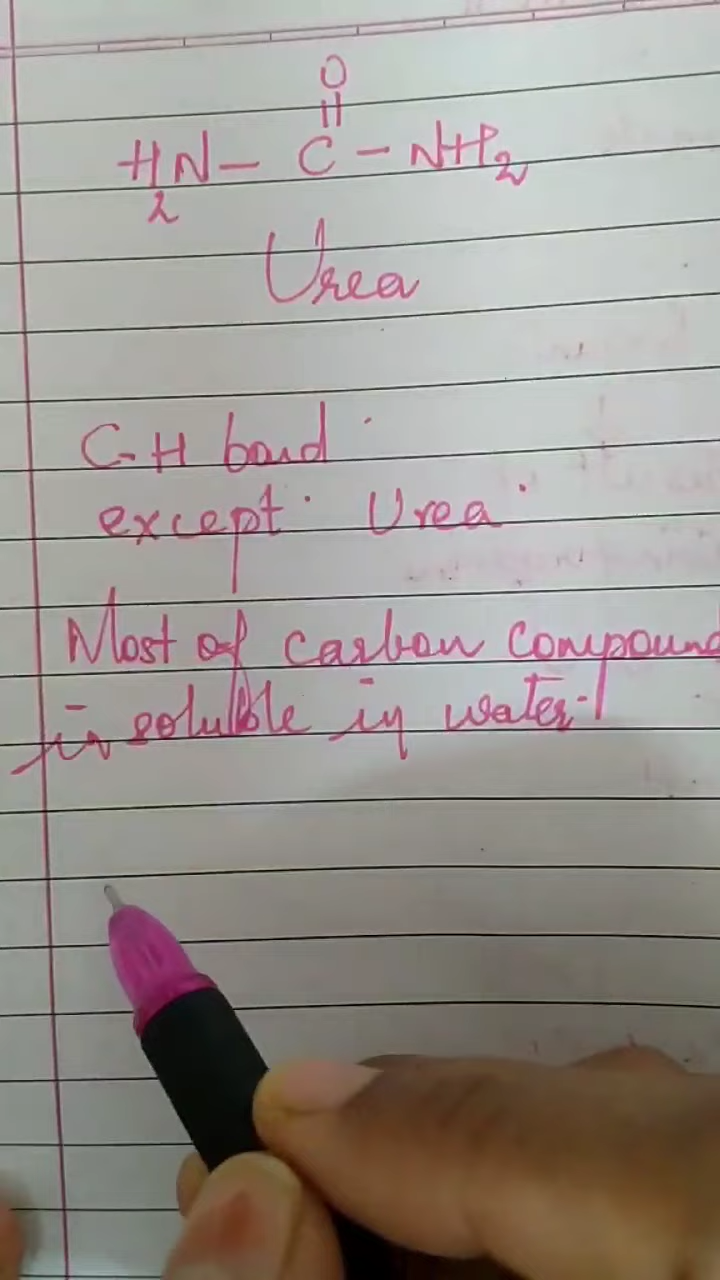 O
||
H2N - C - NH2
Urea
C-H bond.
except. Urea.
Most of carbon compound
insoluble in water.